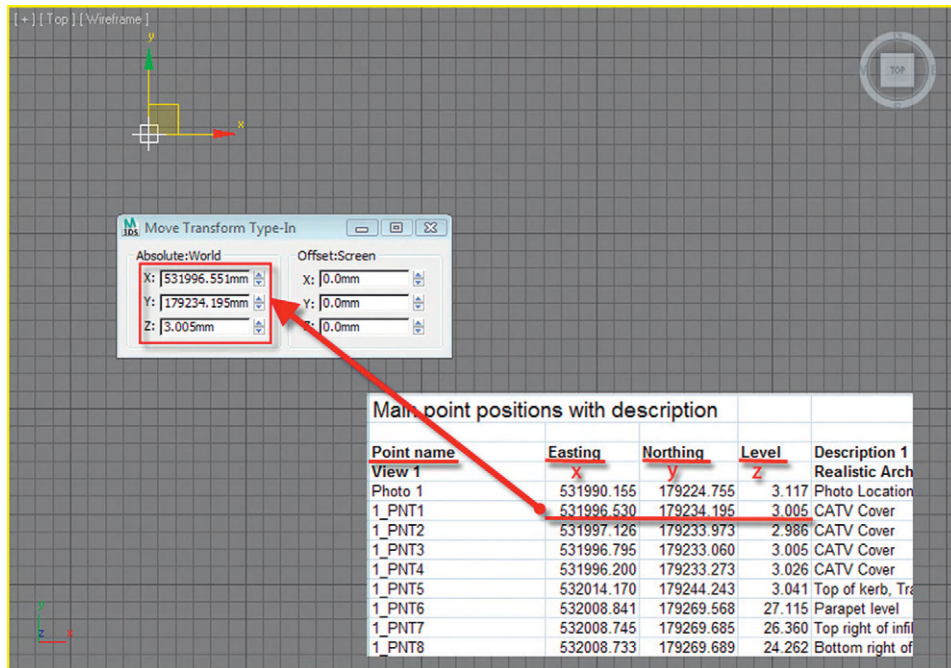 [ + ] [ Top ] [ Wireframe ]
y
x
TOP
Move Transform Type-In
Absolute:World
Offset:Screen
X: 531996.551mm
X: 0.0mm
Y: 179234.195mm
Y: 0.0mm
Z: 3.005mm
Z: 0.0mm
Main point positions with description
Point name Easting Northing Level Description 1
View 1 x y z Realistic Arch
Photo 1 531990.155 179224.755 3.117 Photo Location
1_PNT1 531996.530 179234.195 3.005 CATV Cover
1_PNT2 531997.126 179233.973 2.986 CATV Cover
1_PNT3 531996.795 179233.060 3.005 CATV Cover
1_PNT4 531996.200 179233.273 3.026 CATV Cover
1_PNT5 532014.170 179244.243 3.041 Top of kerb, Tra
1_PNT6 532008.841 179269.568 27.115 Parapet level
1_PNT7 532008.745 179269.685 26.360 Top right of infil
1_PNT8 532008.733 179269.689 24.262 Bottom right of
y
z x